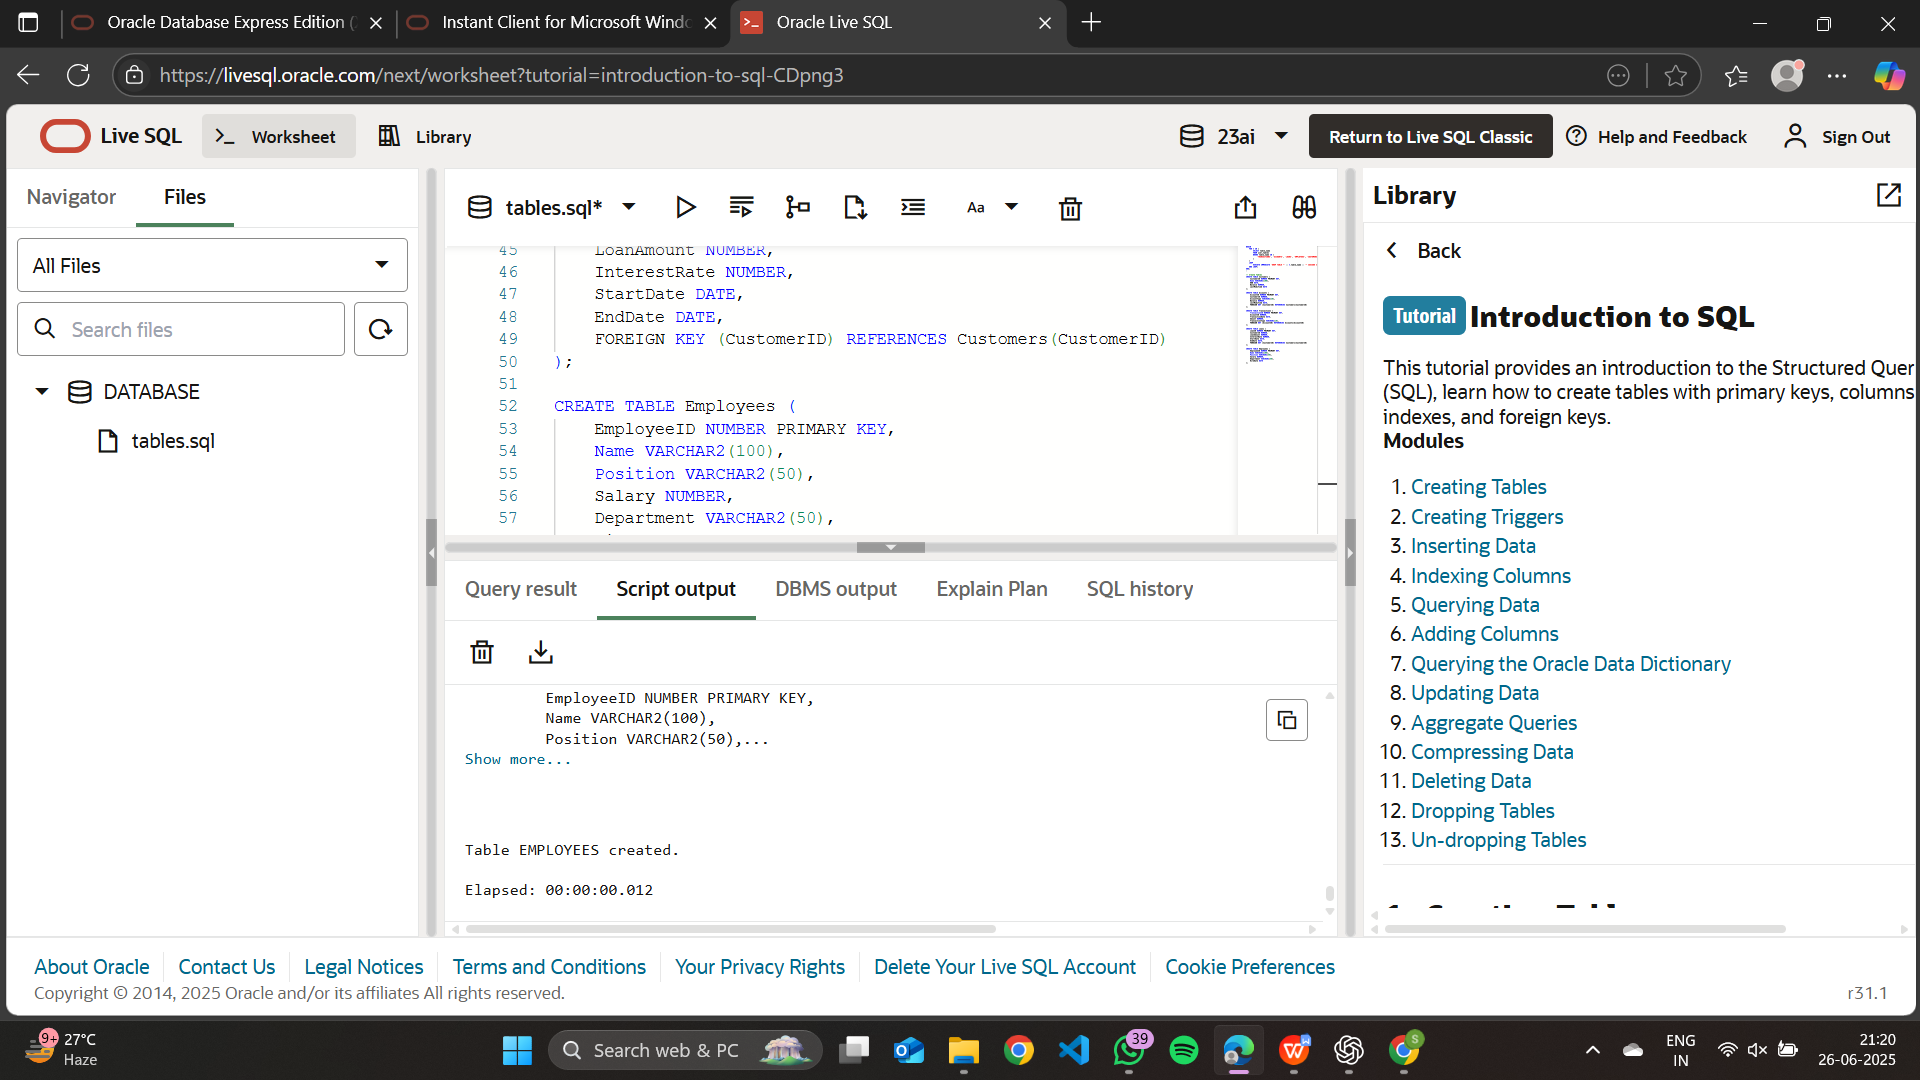 Oracle Database Express Edition (
Instant Client for Microsoft Windo
Oracle Live SQL
https://livesql.oracle.com/next/worksheet?tutorial=introduction-to-sql-CDpng3
Live SQL
>_ Worksheet
Library
23ai
Return to Live SQL Classic
Help and Feedback
Sign Out
Navigator
Files
All Files
Search files
DATABASE
tables.sql
tables.sql*
Aa
45 LoanAmount NUMBER,
46 InterestRate NUMBER,
47 StartDate DATE,
48 EndDate DATE,
49 FOREIGN KEY (CustomerID) REFERENCES Customers(CustomerID)
50 );
51
52 CREATE TABLE Employees (
53 EmployeeID NUMBER PRIMARY KEY,
54 Name VARCHAR2(100),
55 Position VARCHAR2(50),
56 Salary NUMBER,
57 Department VARCHAR2(50),
Query result
Script output
DBMS output
Explain Plan
SQL history
EmployeeID NUMBER PRIMARY KEY,
Name VARCHAR2(100),
Position VARCHAR2(50),...
Show more...
Table EMPLOYEES created.
Elapsed: 00:00:00.012
Library
Back
Tutorial Introduction to SQL
This tutorial provides an introduction to the Structured Quer
(SQL), learn how to create tables with primary keys, columns
indexes, and foreign keys.
Modules
1. Creating Tables
2. Creating Triggers
3. Inserting Data
4. Indexing Columns
5. Querying Data
6. Adding Columns
7. Querying the Oracle Data Dictionary
8. Updating Data
9. Aggregate Queries
10. Compressing Data
11. Deleting Data
12. Dropping Tables
13. Un-dropping Tables
About Oracle
Contact Us
Legal Notices
Terms and Conditions
Your Privacy Rights
Delete Your Live SQL Account
Cookie Preferences
Copyright © 2014, 2025 Oracle and/or its affiliates All rights reserved.
r31.1
9+
27°C
Haze
Search web & PC
39
S
ENG
IN
21:20
26-06-2025